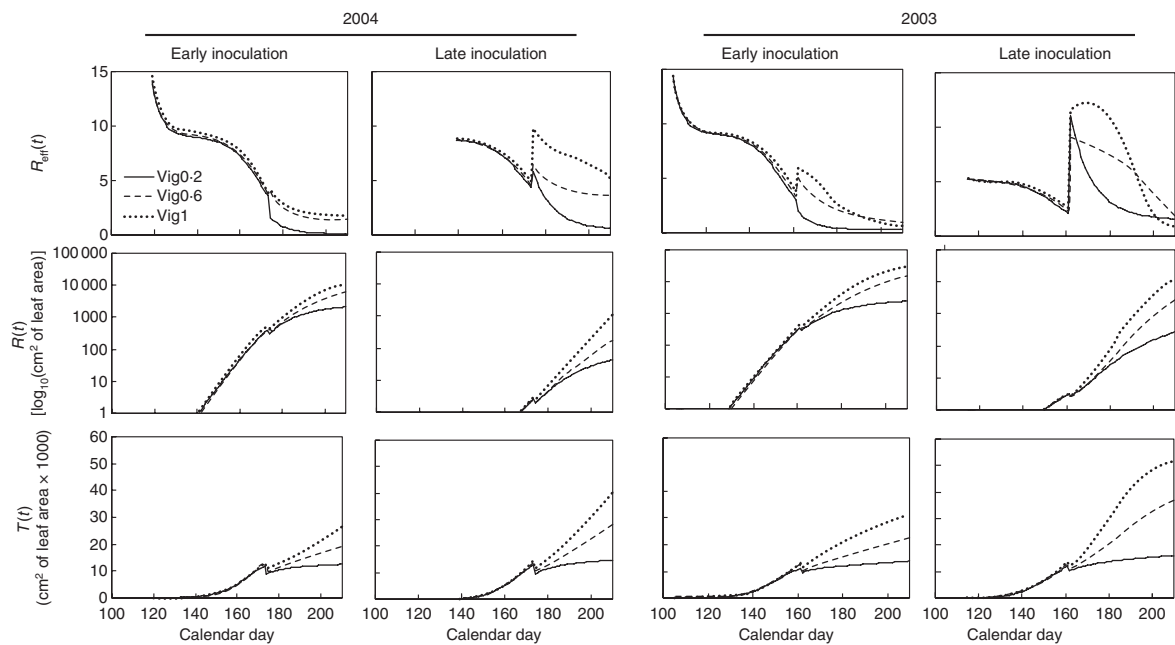 2004
2003
Early inoculation
Late inoculation
Early inoculation
Late inoculation
R_eff(t)
15
10
5
0
Vig0·2
Vig0·6
Vig1
R(t)
[log₁₀(cm² of leaf area)]
100 000
10 000
1000
100
10
1
T(t)
(cm² of leaf area × 1000)
60
50
40
30
20
10
0
100 120 140 160 180 200
100 120 140 160 180 200
100 120 140 160 180 200
100 120 140 160 180 200
Calendar day
Calendar day
Calendar day
Calendar day